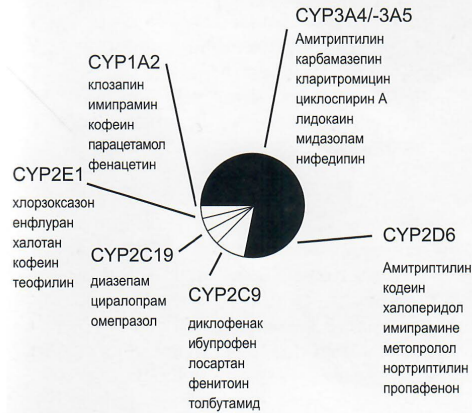 CYP3A4/-3A5
Амитриптилин
карбамазепин
кларитромицин
циклоспирин А
лидокаин
мидазолам
нифедипин
CYP1A2
клозапин
имипрамин
кофеин
парацетамол
фенацетин
CYP2E1
хлорзоксазон
енфлуран
халотан
кофеин
теофилин
CYP2C19
диазепам
циралопрам
омепразол
CYP2C9
диклофенак
ибупрофен
лосартан
фенитоин
толбутамид
CYP2D6
Амитриптилин
кодеин
халоперидол
имипрамине
метопролол
нортриптилин
пропафенон